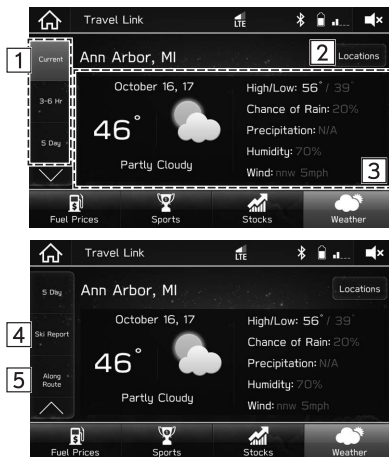 Travel Link
LTE
1
Current
Ann Arbor, MI
2
Locations
October 16, 17
High/Low: 56° / 39°
3-6 Hr
Chance of Rain: 20%
46°
Precipitation: N/A
5 Day
Humidity: 70%
Partly Cloudy
3
Wind: nnw 5mph
Fuel Prices
Sports
Stocks
Weather
Travel Link
LTE
5 Day
Ann Arbor, MI
Locations
October 16, 17
High/Low: 56° / 39°
4
Ski Report
Chance of Rain: 20%
46°
Precipitation: N/A
5
Along
Route
Humidity: 70%
Partly Cloudy
Wind: nnw 5mph
Fuel Prices
Sports
Stocks
Weather